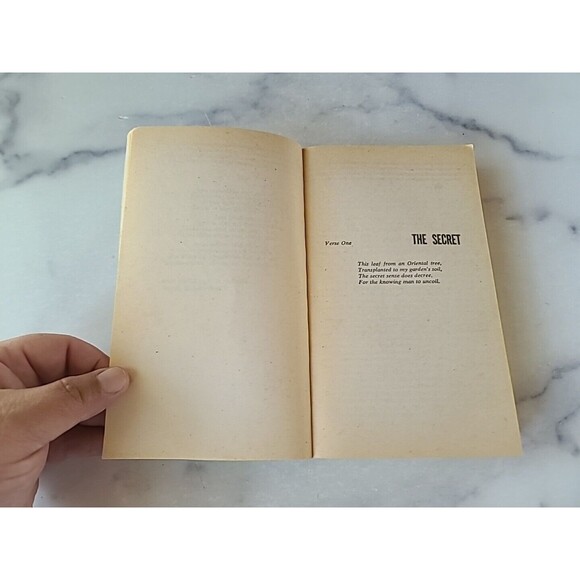 Verse One THE SECRET
This leaf from an Oriental tree,
Transplanted to my garden's soil,
The secret sense dous decree,
For the knowing man to uncoil.